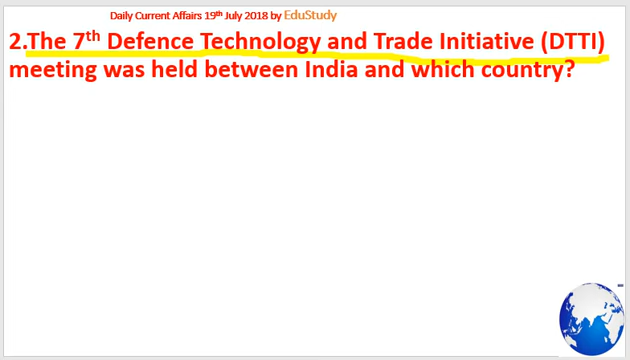 Daily Current Affairs 19th July 2018 by EduStudy
2.The 7th Defence Technology and Trade Initiative (DTTI)
meeting was held between India and which country?